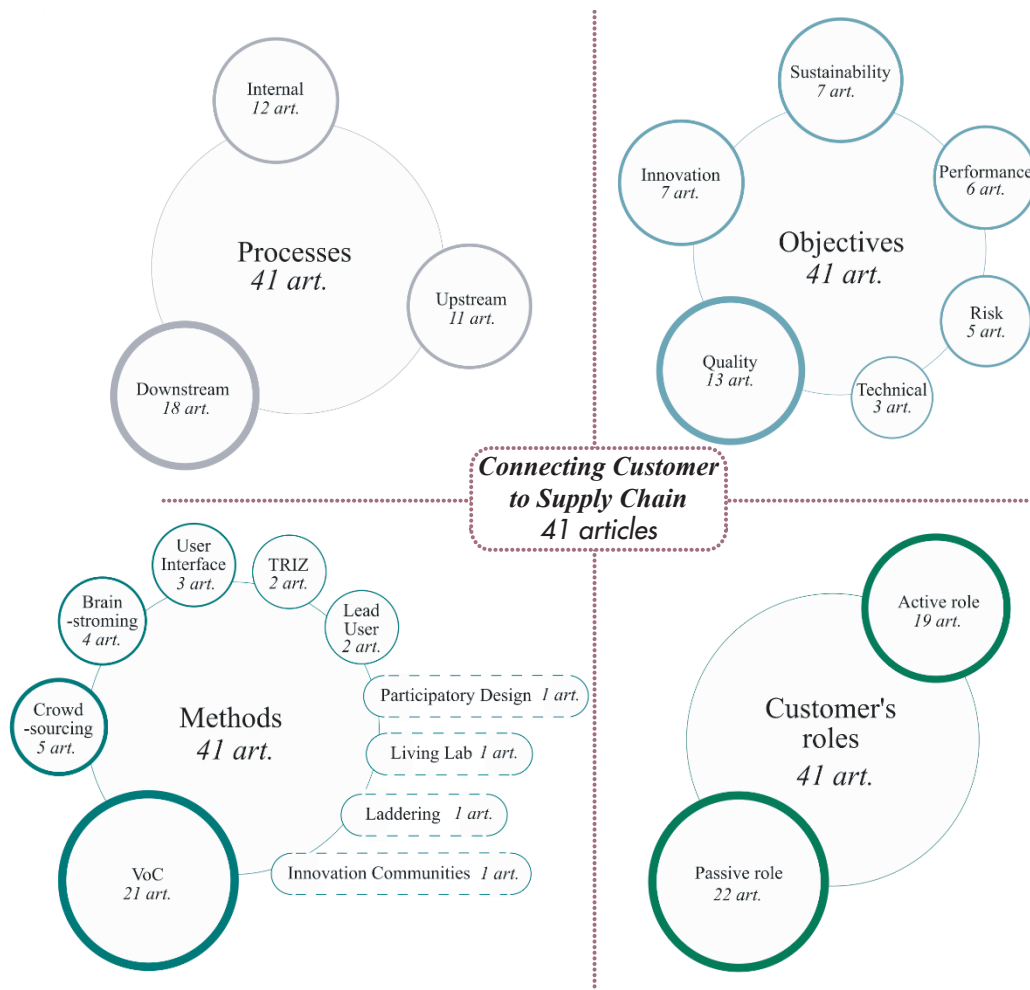 Internal
12 art.
Processes
41 art.
Upstream
11 art.
Downstream
18 art.
Sustainability
7 art.
Innovation
7 art.
Performance
6 art.
Objectives
41 art.
Risk
5 art.
Quality
13 art.
Technical
3 art.
Connecting Customer
to Supply Chain
41 articles
User
Interface
3 art.
TRIZ
2 art.
Brain
-stroming
4 art.
Lead
User
2 art.
Crowd
-sourcing
5 art.
Methods
41 art.
Participatory Design 1 art.
Living Lab 1 art.
Laddering 1 art.
Innovation Communities 1 art.
VoC
21 art.
Active role
19 art.
Customer's
roles
41 art.
Passive role
22 art.